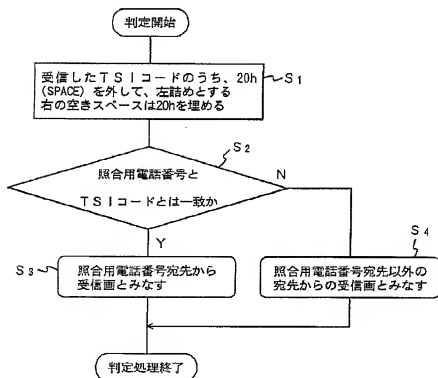 判定開始
受信したTSIコードのうち、20h
(SPACE)を外して、左詰めとする
右の空きスペースは20hを埋める
S1
S2
照合用電話番号と
TSIコードとは一致か
N
Y
S3
照合用電話番号宛先から
受信画とみなす
S4
照合用電話番号宛先以外の
宛先からの受信画とみなす
判定処理終了